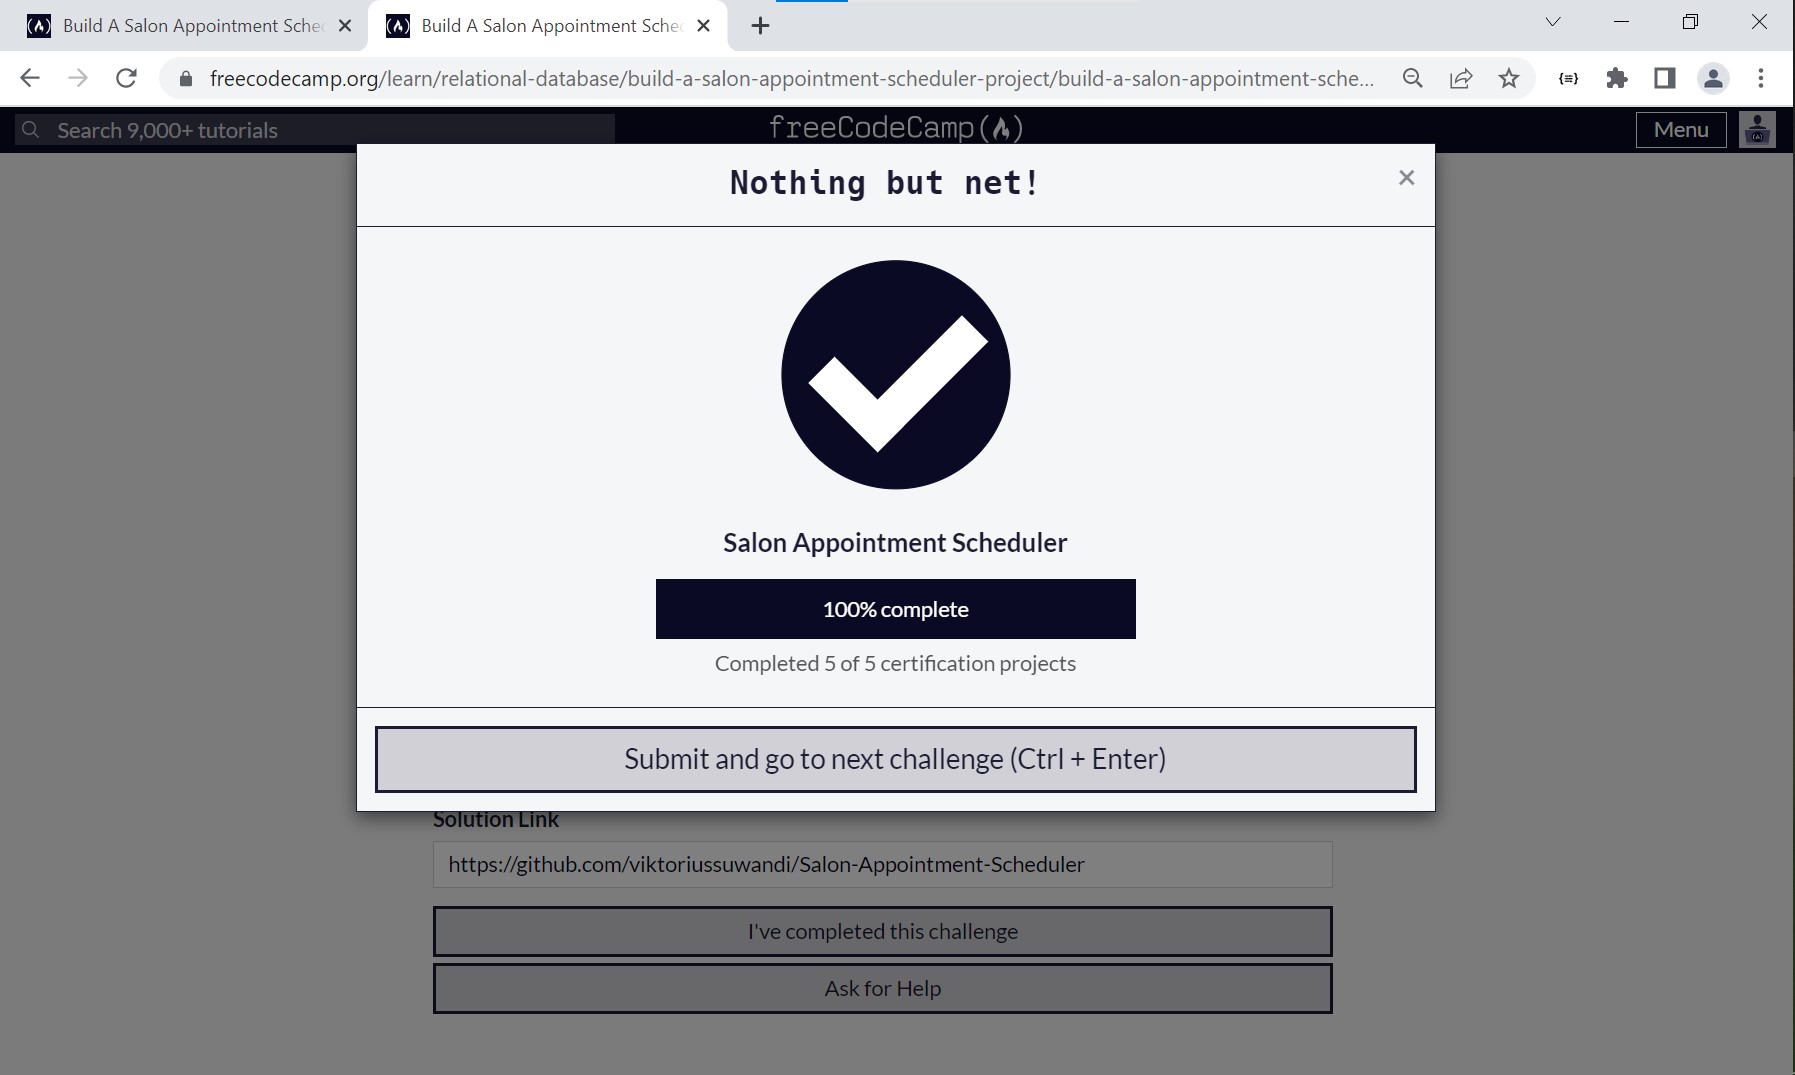 Build A Salon Appointment Sche
Build A Salon Appointment Sche
freecodecamp.org/learn/relational-database/build-a-salon-appointment-scheduler-project/build-a-salon-appointment-sche...
Search 9,000+ tutorials
freeCodeCamp(
Menu
Nothing but net!
Salon Appointment Scheduler
100% complete
Completed 5 of 5 certification projects
Submit and go to next challenge (Ctrl + Enter)
Solution Link
https://github.com/viktoriussuwandi/Salon-Appointment-Scheduler
I've completed this challenge
Ask for Help